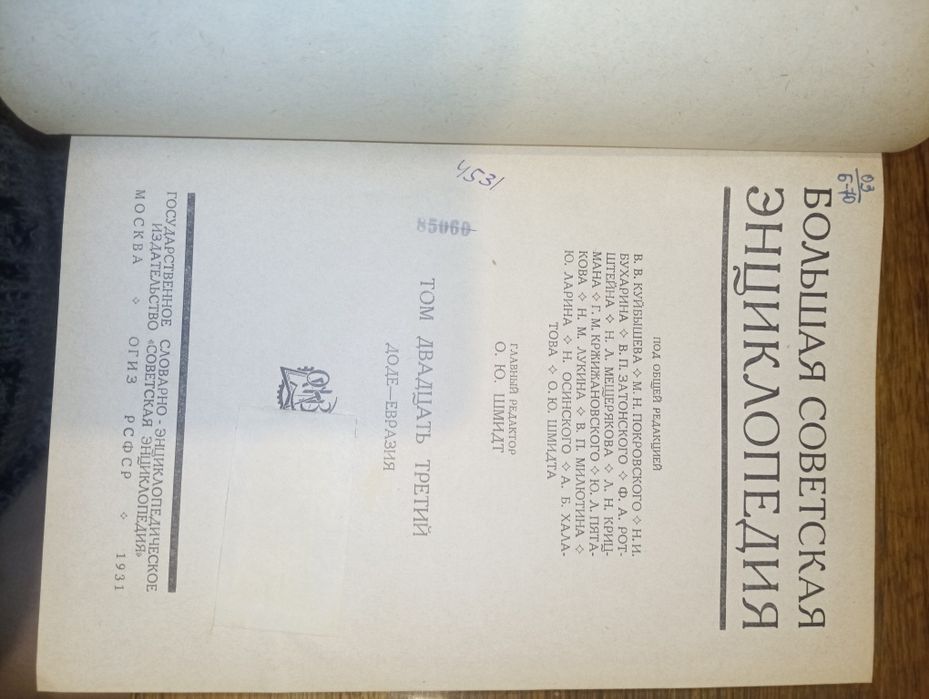 03
Б-70
БОЛЬШАЯ СОВЕТСКАЯ
ЭНЦИКЛОПЕДИЯ
ПОД ОБЩЕЙ РЕДАКЦИЕЙ
В. В. КУЙБЫШЕВА ◇ М. Н. ПОКРОВСКОГО ◇ Н. И.
БУХАРИНА ◇ В. П. ЗАТОНСКОГО ◇ Ф. А. РОТ-
ШТЕЙНА ◇ Н. Л. МЕЩЕРЯКОВА ◇ Л. Н. КРИЦ-
МАНА ◇ Г. М. КРЖИЖАНОВСКОГО ◇ Ю. Л. ПЯТА-
КОВА ◇ Н. М. ЛУКИНА ◇ В. П. МИЛЮТИНА ◇
Ю. ЛАРИНА ◇ Н. ОСИНСКОГО ◇ А. Б. ХАЛА-
ТОВА ◇ О. Ю. ШМИДТА
ГЛАВНЫЙ РЕДАКТОР
О. Ю. ШМИДТ
4531
85060
ТОМ ДВАДЦАТЬ ТРЕТИЙ
ДОДЕ—ЕВРАЗИЯ
ОГИЗ
ГОСУДАРСТВЕННОЕ СЛОВАРНО-ЭНЦИКЛОПЕДИЧЕСКОЕ
ИЗДАТЕЛЬСТВО «СОВЕТСКАЯ ЭНЦИКЛОПЕДИЯ»
МОСКВА ◇ ОГИЗ РСФСР ◇ 1931